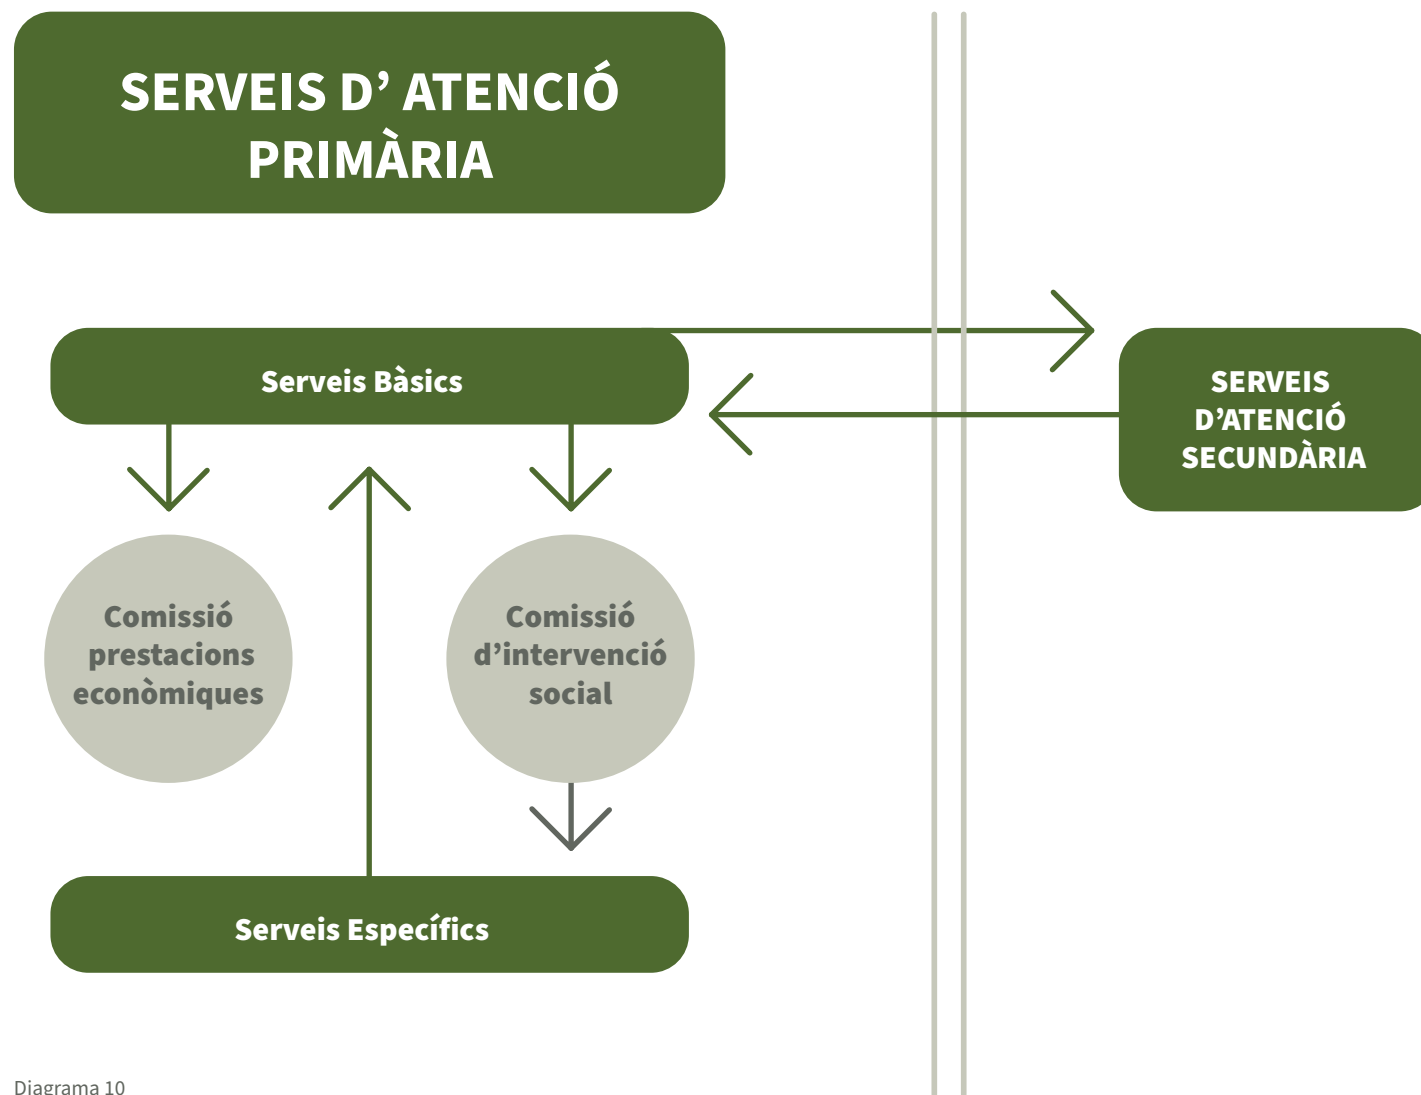 SERVEIS D’ ATENCIÓ
PRIMÀRIA
Serveis Bàsics
SERVEIS
D’ATENCIÓ
SECUNDÀRIA
Comissió
prestacions
econòmiques
Comissió
d’intervenció
social
Serveis Específics
Diagrama 10